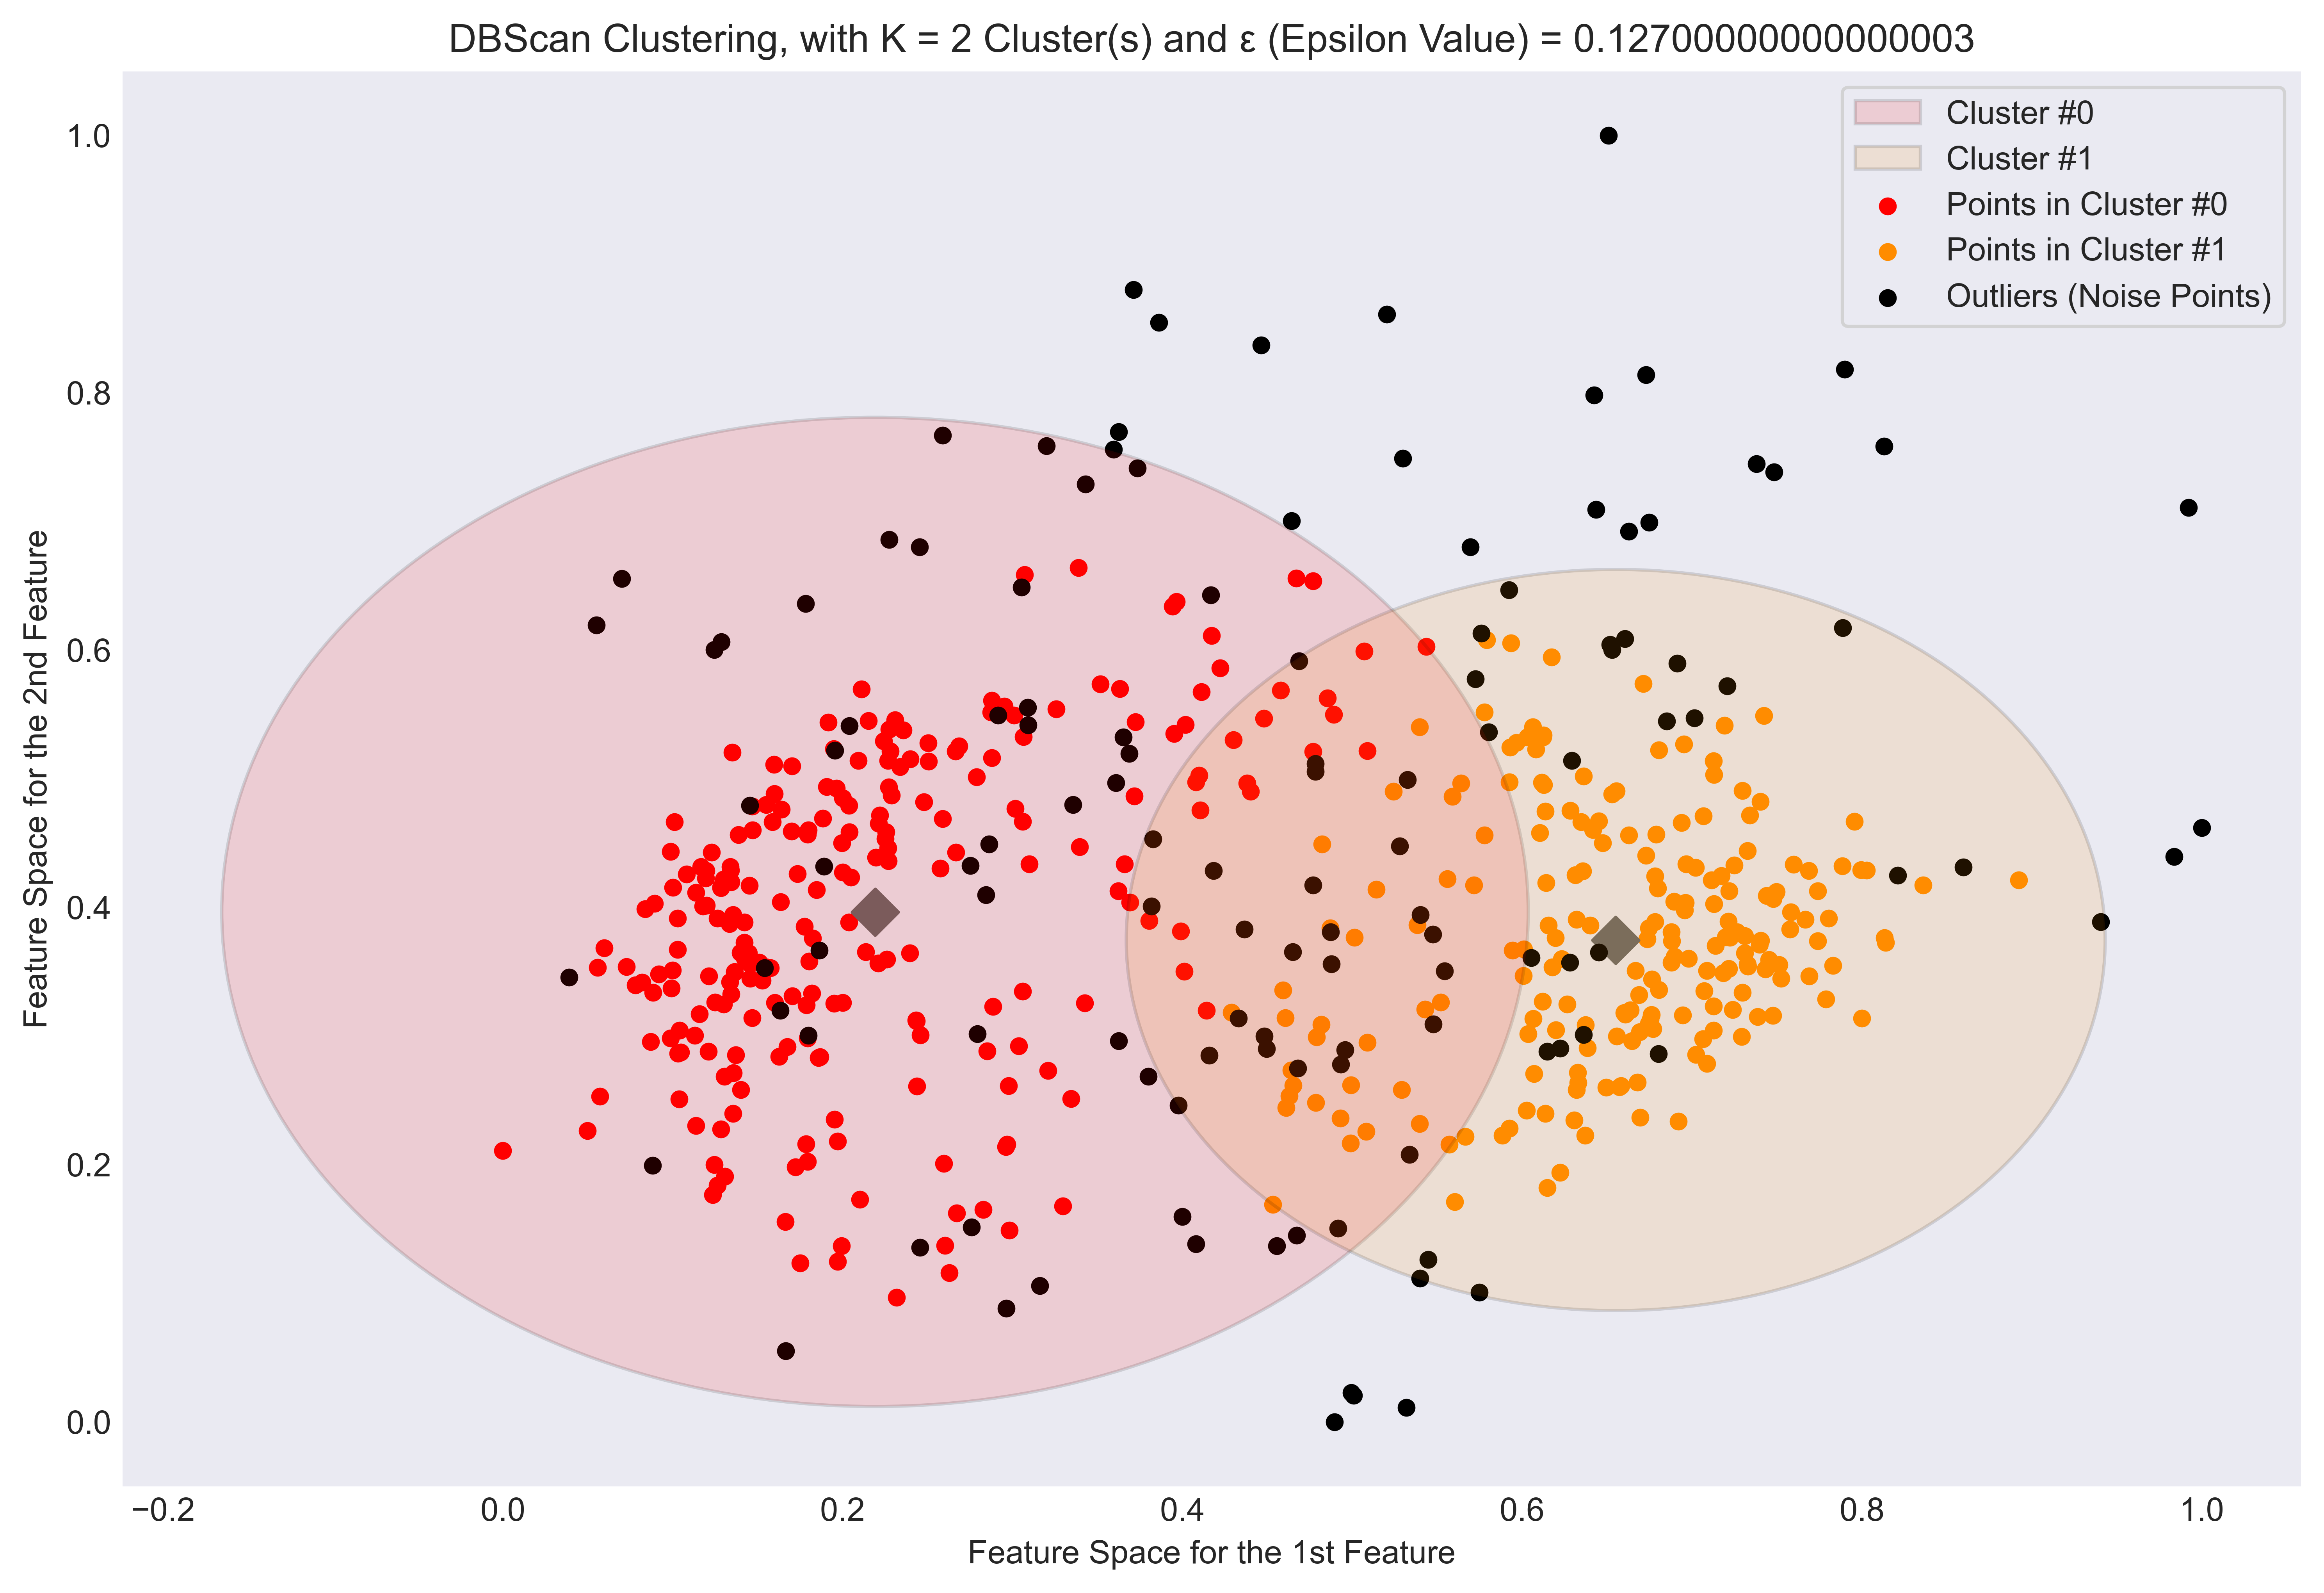 DBScan Clustering, with K = 2 Cluster(s) and ε (Epsilon Value) = 0.12700000000000003
Cluster #0
Cluster #1
Points in Cluster #0
Points in Cluster #1
Outliers (Noise Points)
Feature Space for the 2nd Feature
1.0
0.8
0.6
0.4
0.2
0.0
−0.2 0.0 0.2 0.4 0.6 0.8 1.0
Feature Space for the 1st Feature